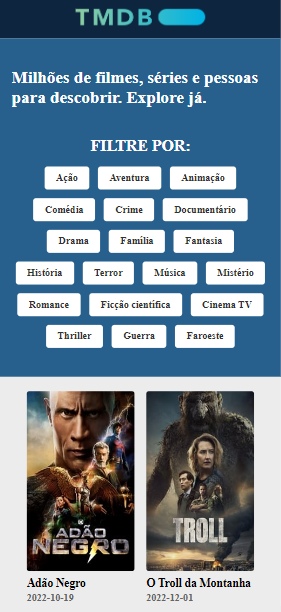 TMDB
Milhões de filmes, séries e pessoas
para descobrir. Explore já.
FILTRE POR:
Ação Aventura Animação
Comédia Crime Documentário
Drama Família Fantasia
História Terror Música Mistério
Romance Ficção científica Cinema TV
Thriller Guerra Faroeste
ADÃO
NEGRO
TROLL
Adão Negro
2022-10-19
O Troll da Montanha
2022-12-01